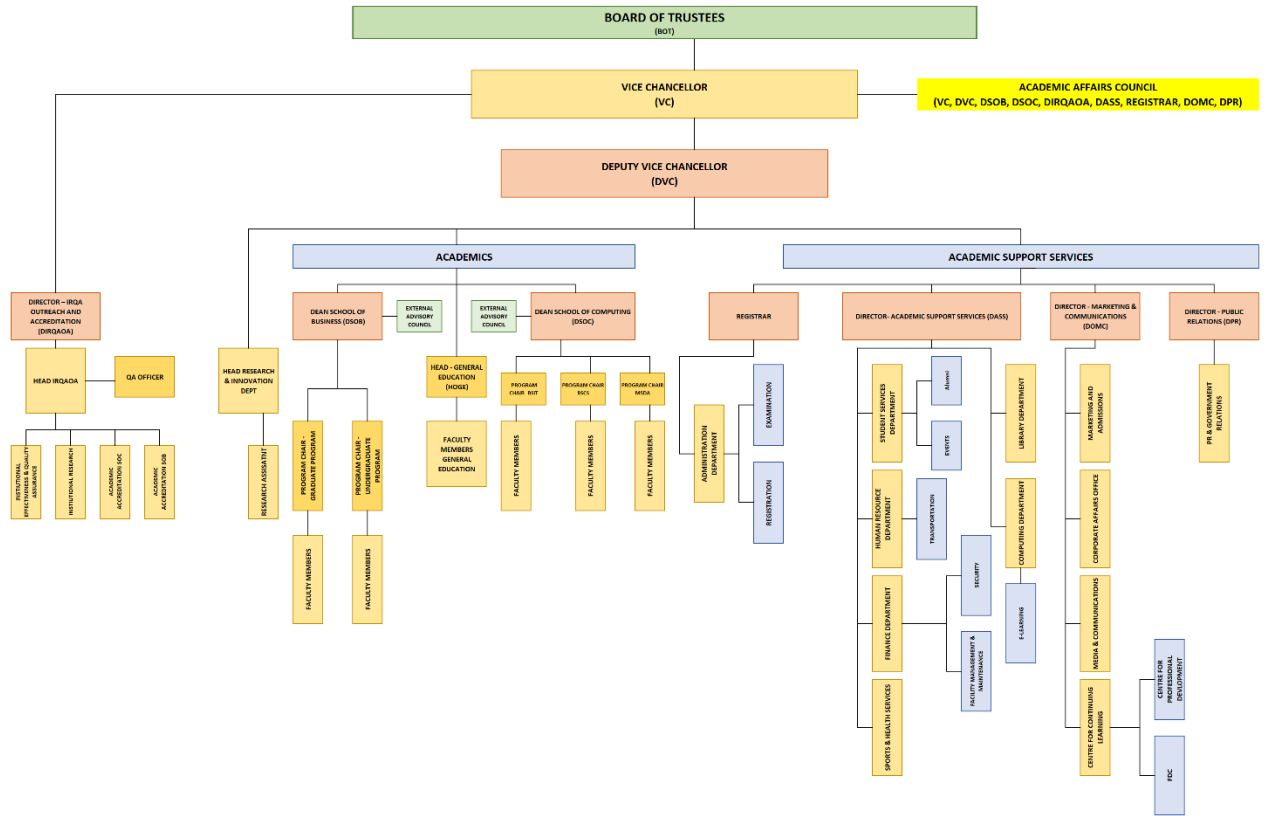 BOARD OF TRUSTEES
(BOT)
VICE CHANCELLOR
(VC)
ACADEMIC AFFAIRS COUNCIL
(VC, DVC, DSOB, DSOC, DIRQAOA, DASS, REGISTRAR, DOMC, DPR)
DEPUTY VICE CHANCELLOR
(DVC)
ACADEMICS
ACADEMIC SUPPORT SERVICES
DIRECTOR – IRQA
OUTREACH AND
ACCREDITATION
(DIRQAOA)
DEAN SCHOOL OF
BUSINESS (DSOB)
EXTERNAL
ADVISORY
COUNCIL
EXTERNAL
ADVISORY
COUNCIL
DEAN SCHOOL OF COMPUTING
(DSOC)
REGISTRAR
DIRECTOR- ACADEMIC SUPPORT SERVICES (DASS)
DIRECTOR - MARKETING &
COMMUNICATIONS
(DOMC)
DIRECTOR - PUBLIC
RELATIONS (DPR)
HEAD IRQAOA
QA OFFICER
HEAD RESEARCH
& INNOVATION
DEPT
HEAD - GENERAL
EDUCATION
(HOGE)
PROGRAM
CHAIR BSIT
PROGRAM CHAIR
BSCS
PROGRAM CHAIR
MSDA
FISTITUTIONAL
EFFECTIVENESS & QUALITY
ASSURANCE
INSTIUTIONAL RESEARCH
ACADEMIC
ACCREDITATION SOC
ACADEMIC
ACCREDITATION SOB
RESEARCH ASSISATNT
PROGRAM CHAIR -
GRADUATE PROGRAM
PROGRAM CHAIR -
UNDERGRADUATE
PROGRAM
FACULTY MEMBERS
FACULTY MEMBERS
FACULTY
MEMBERS
GENERAL
EDUCATION
FACULTY MEMBERS
FACULTY MEMBERS
FACULTY MEMBERS
ADMINISTRATION
DEPARTMENT
EXAMINATION
REGISTRATION
STUDENT SERVICES
DEPARTMENT
Alumni
EVENTS
LIBRARY DEPARTMENT
HUMAN RESOURCE
DEPARTMENT
TRANSPORTATION
COMPUTING DEPARTMENT
FINANCE DEPARTMENT
SECURITY
FACILITY MANAGEMENT &
MAINTENANCE
E-LEARNING
SPORTS & HEALTH SERVICES
MARKETING AND
ADMISSIONS
CORPORATE AFFAIRS OFFICE
MEDIA & COMMUNICATIONS
CENTRE FOR CONTINUING
LEARNING
CENTRE FOR
PROFESSIONAL
DEVLOPMENT
FDC
PR & GOVERNMENT
RELATIONS